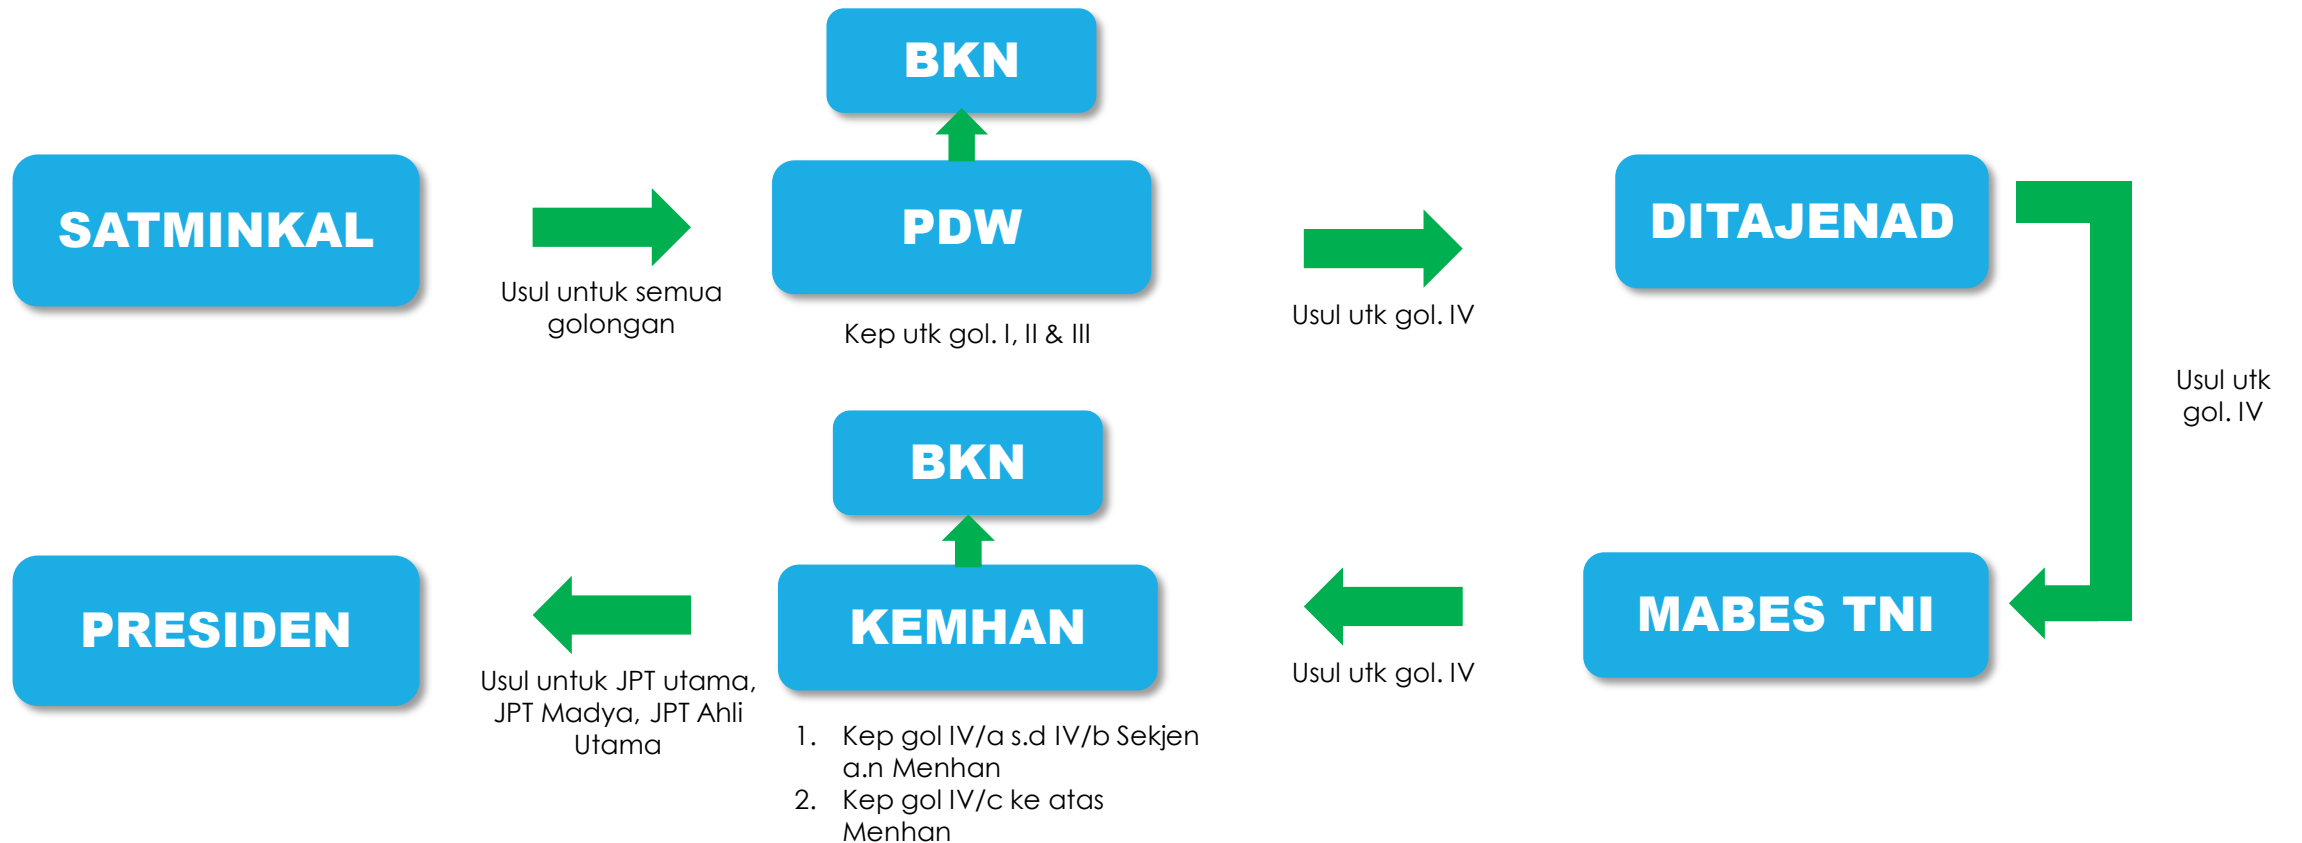 BKN
SATMINKAL
PDW
DITAJENAD
Usul untuk semua
golongan
Kep utk gol. I, II & III
Usul utk gol. IV
Usul utk
gol. IV
BKN
PRESIDEN
KEMHAN
MABES TNI
Usul untuk JPT utama,
JPT Madya, JPT Ahli
Utama
Usul utk gol. IV
1. Kep gol IV/a s.d IV/b Sekjen
a.n Menhan
2. Kep gol IV/c ke atas
Menhan